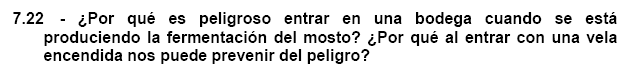 7.22 - ¿Por qué es peligroso entrar en una bodega cuando se está
produciendo la fermentación del mosto? ¿Por qué al entrar con una vela
encendida nos puede prevenir del peligro?